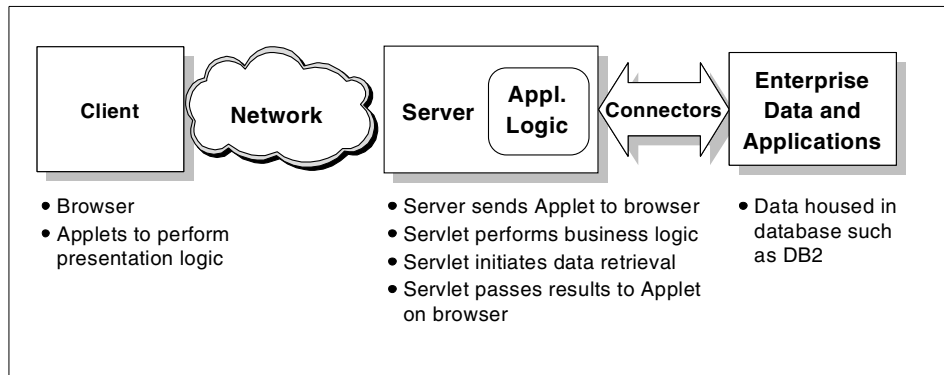 Client
Network
Server
Appl.
Logic
Connectors
Enterprise
Data and
Applications
• Browser
• Applets to perform
presentation logic
• Server sends Applet to browser
• Servlet performs business logic
• Servlet initiates data retrieval
• Servlet passes results to Applet
on browser
• Data housed in
database such
as DB2